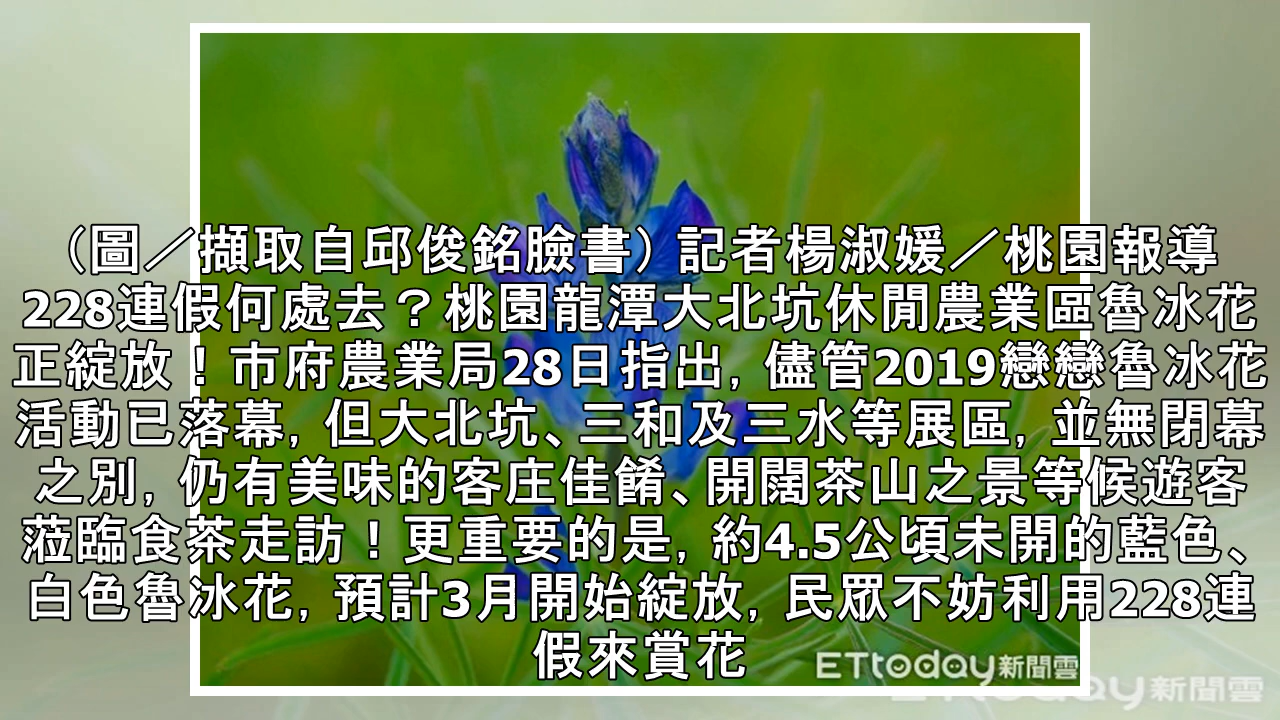 （圖／擷取自邱俊銘臉書）記者楊淑媛／桃園報導
228連假何處去？桃園龍潭大北坑休閒農業區魯冰花
正綻放！市府農業局28日指出, 儘管2019戀戀魯冰花
活動已落幕, 但大北坑、三和及三水等展區, 並無閉幕
之別, 仍有美味的客庄佳餚、開闊茶山之景等候遊客
蒞臨食茶走訪！更重要的是, 約4.5公頃未開的藍色、
白色魯冰花, 預計3月開始綻放, 民眾不妨利用228連
假來賞花
ETtoday新聞雲
ETtoday新聞雲